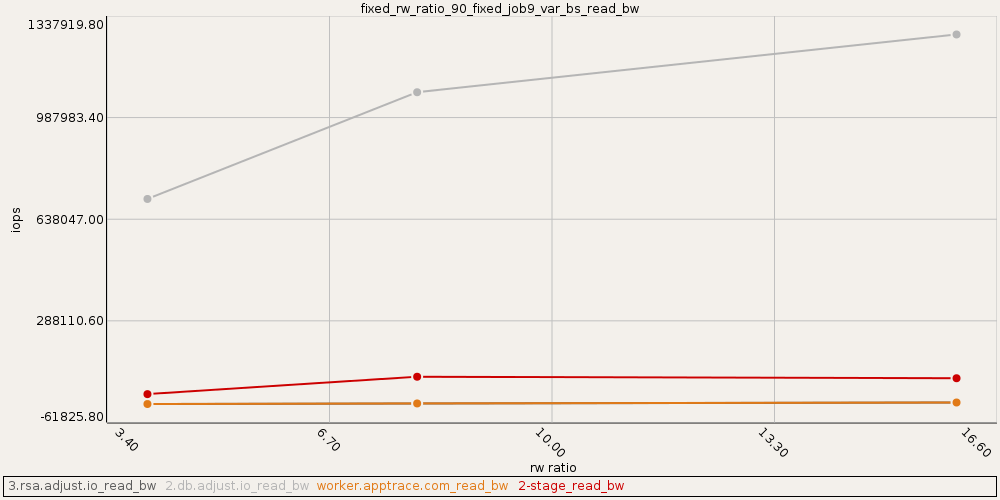 fixed_rw_ratio_90_fixed_job9_var_bs_read_bw
1337919.80
987983.40
638047.00
288110.60
-61825.80
iops
3.40
6.70
10.00
13.30
16.60
rw ratio
3.rsa.adjust.io_read_bw 2.db.adjust.io_read_bw worker.apptrace.com_read_bw 2-stage_read_bw